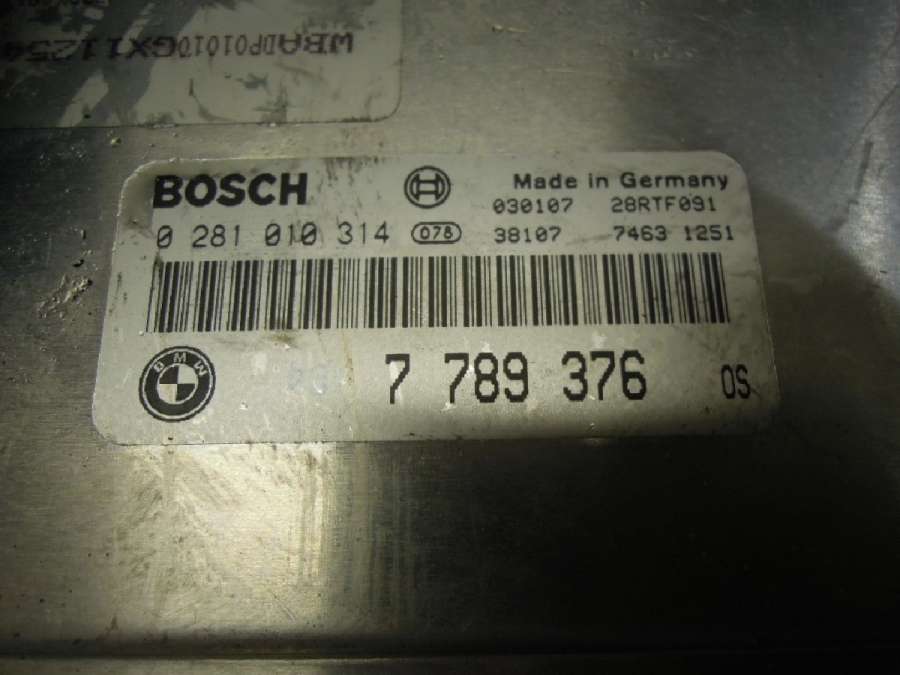 WBADP01010GX11254
BOSCH Made in Germany
030107 28RTF091
0 281 010 314 078 38107 7463 1251
BMW 7 789 376 OS